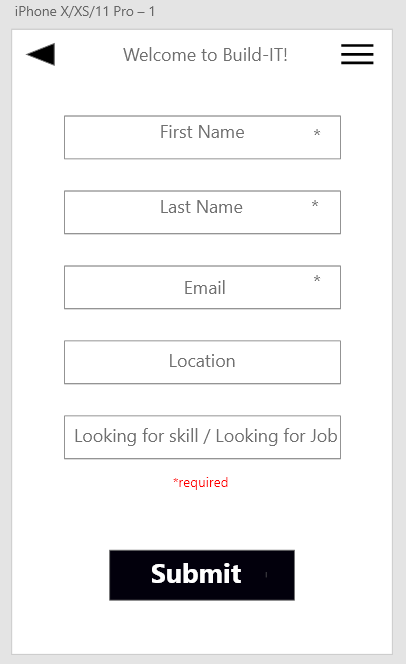 iPhone X/XS/11 Pro – 1
Welcome to Build-IT!
First Name *
Last Name *
Email *
Location
Looking for skill / Looking for Job
*required
Submit